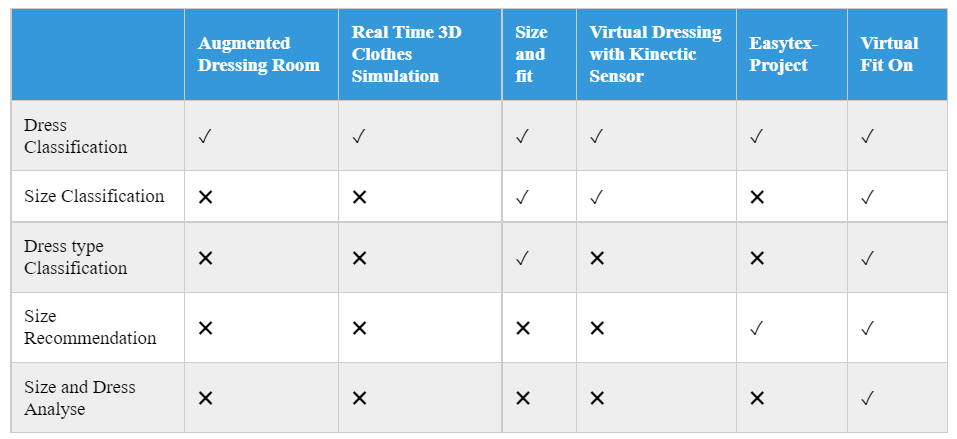 Augmented
Dressing Room
Real Time 3D
Clothes
Simulation
Size
and
fit
Virtual Dressing
with Kinectic
Sensor
Easytex-
Project
Virtual
Fit On
Dress
Classification
✓ ✓ ✓ ✓ ✓ ✓
Size Classification
✕ ✕ ✓ ✓ ✕ ✓
Dress type
Classification
✕ ✕ ✓ ✕ ✕ ✓
Size
Recommendation
✕ ✕ ✕ ✕ ✓ ✓
Size and Dress
Analyse
✕ ✕ ✕ ✕ ✕ ✓